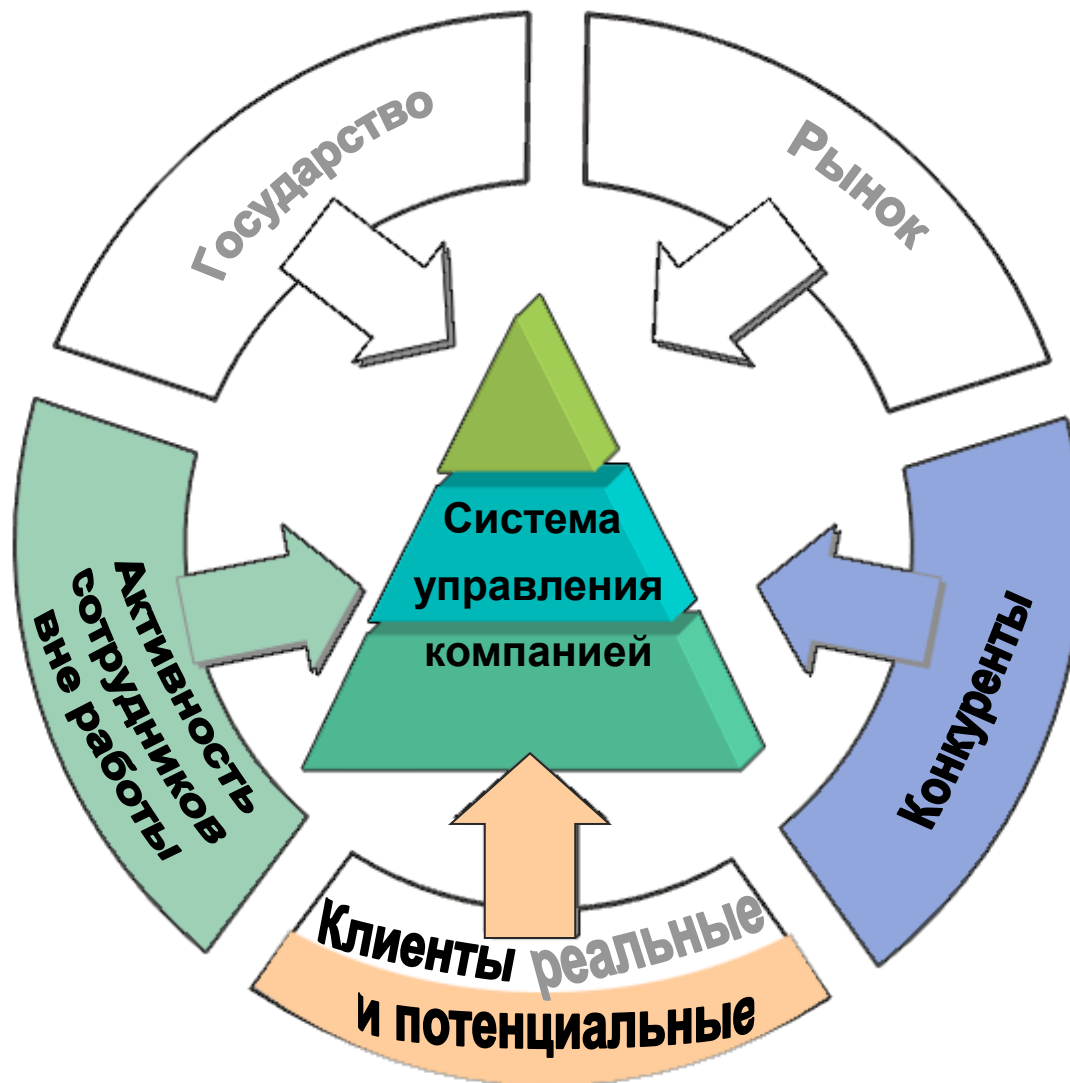 Государство
Рынок
Система
управления
компанией
Активность
сотрудников
вне работы
Конкуренты
Клиенты реальные
и потенциальные